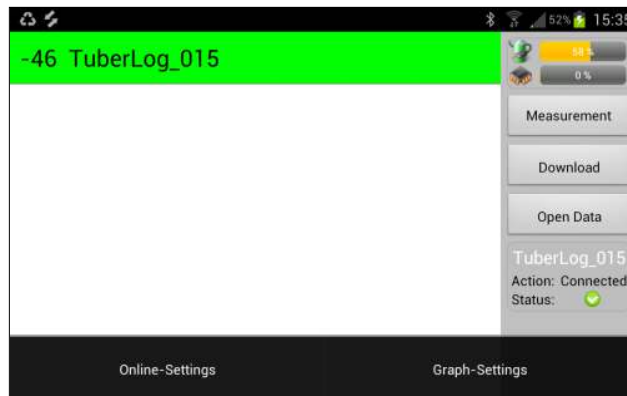 52% 15:35
-46 TuberLog_015
58 %
0 %
Measurement
Download
Open Data
TuberLog_015
Action: Connected
Status:
Online-Settings
Graph-Settings